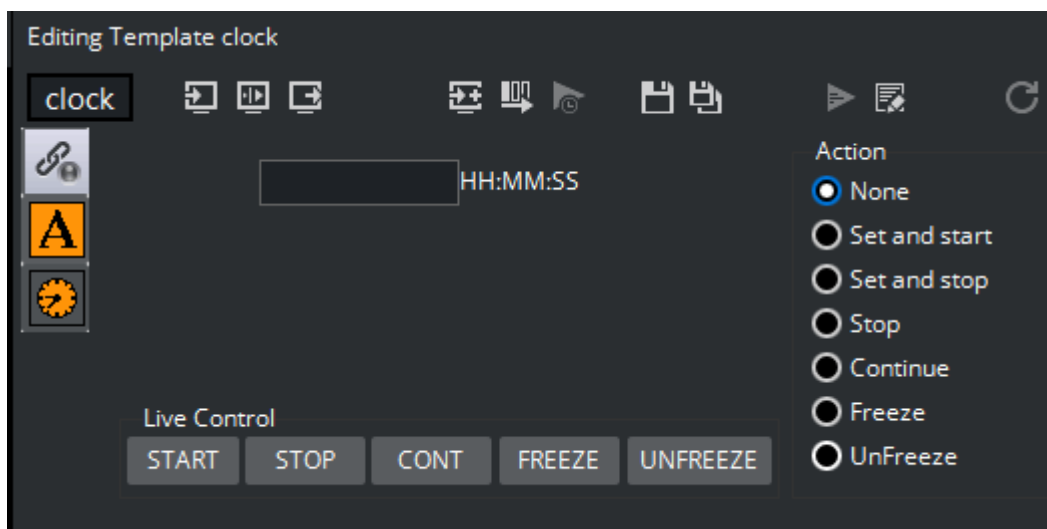 Editing Template clock
clock
A
HH:MM:SS
Action
None
Set and start
Set and stop
Stop
Continue
Freeze
UnFreeze
Live Control
START STOP CONT FREEZE UNFREEZE